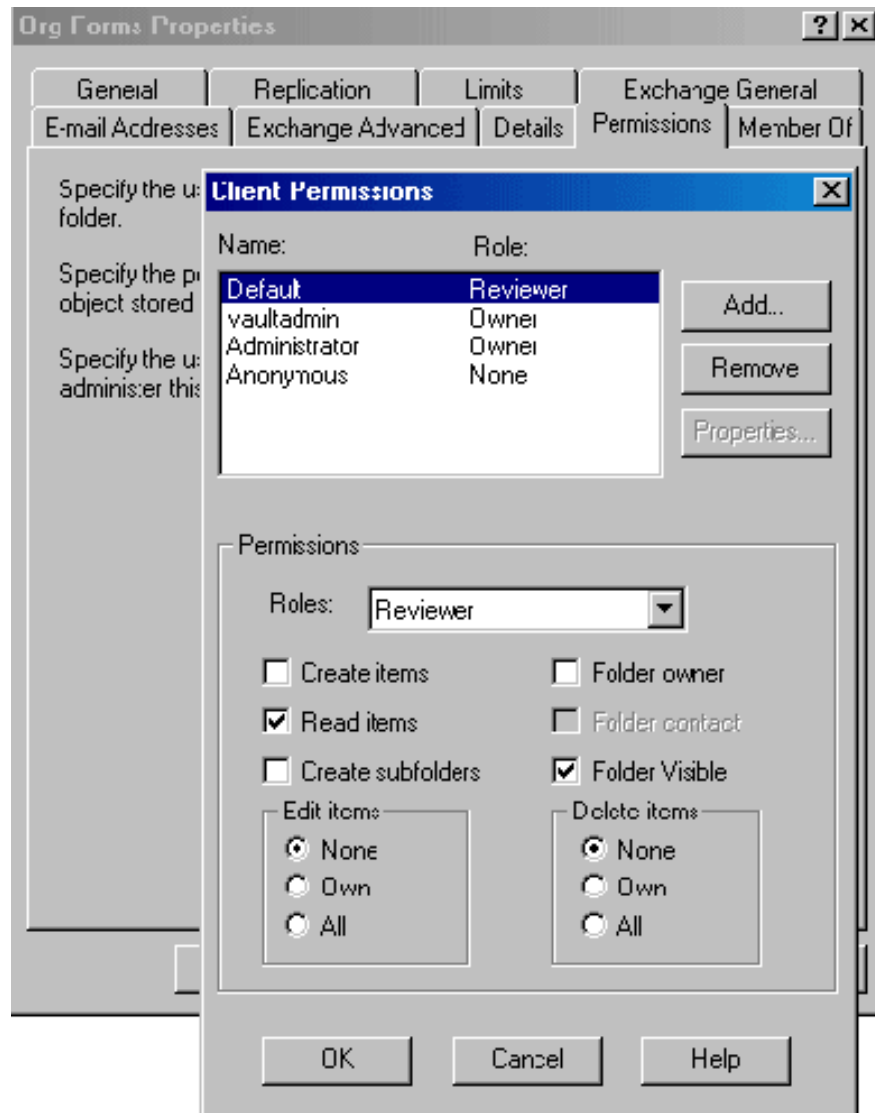 Org Forms Properties
General Replication Limits Exchange General
E-mail Addresses Exchange Advanced Details Permissions Member Of
Specify the u
folder.
Specify the p
object stored
Specify the u
administer this
Client Permissions
Name: Role:
Default Reviewer
vaultadmin Owner
Administrator Owner
Anonymous None
Add...
Remove
Properties...
Permissions
Roles: Reviewer
Create items Folder owner
Read items Folder contact
Create subfolders Folder Visible
Edit items Delete items
None None
Own Own
All All
OK Cancel Help